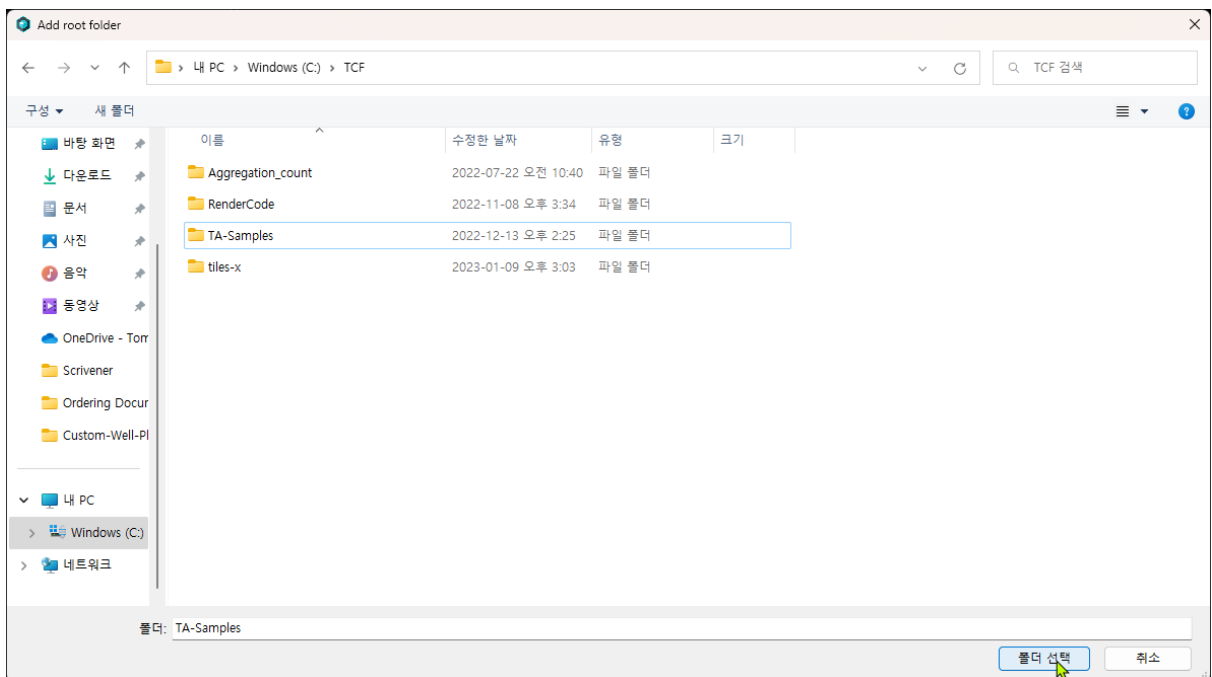 Add root folder
내 PC > Windows (C:) > TCF
TCF 검색
구성
새 폴더
바탕 화면
다운로드
문서
사진
음악
동영상
OneDrive - Tom
Scrivener
Ordering Docur
Custom-Well-Pl
내 PC
Windows (C:)
네트워크
이름 수정한 날짜 유형 크기
Aggregation_count 2022-07-22 오전 10:40 파일 폴더
RenderCode 2022-11-08 오후 3:34 파일 폴더
TA-Samples 2022-12-13 오후 2:25 파일 폴더
tiles-x 2023-01-09 오후 3:03 파일 폴더
폴더: TA-Samples
폴더 선택
취소